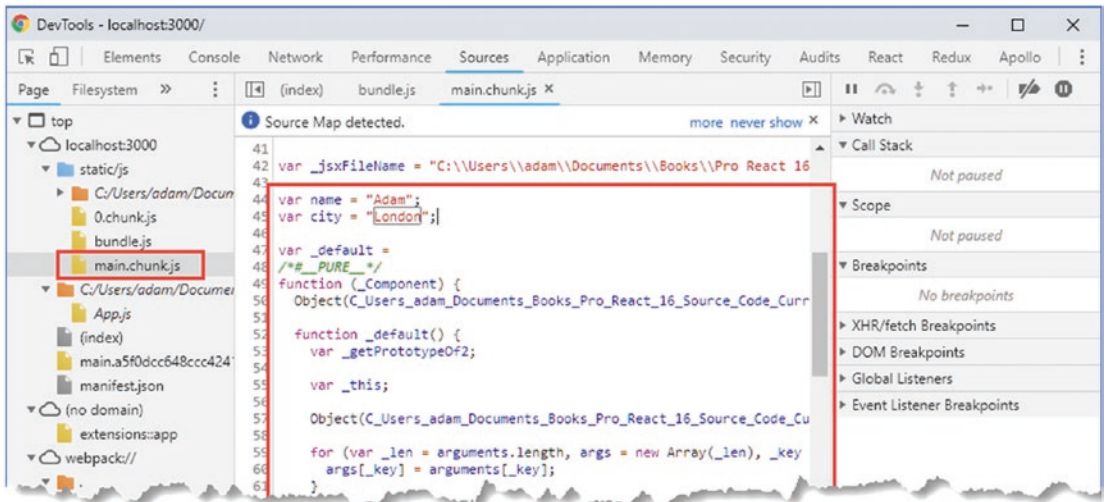 DevTools - localhost:3000/
Elements Console Network Performance Sources Application Memory Security Audits React Redux Apollo
Page Filesystem »
(index) bundle.js main.chunk.js ×
top
localhost:3000
static/js
C:/Users/adam/Docum
0.chunk.js
bundle.js
main.chunk.js
C:/Users/adam/Documen
App.js
(index)
main.a5f0dcc648ccc424
manifest.json
(no domain)
extensions::app
webpack://
.
Source Map detected. more never show ×
41
42 var _jsxFileName = "C:\\Users\\adam\\Documents\\Books\\Pro React 16
43
44 var name = "Adam";
45 var city = "London";
46
47 var _default =
48 /*#__PURE__*/
49 function (_Component) {
50 Object(C_Users_adam_Documents_Books_Pro_React_16_Source_Code_Curr
51
52 function _default() {
53 var _getPrototypeOf2;
54
55 var _this;
56
57 Object(C_Users_adam_Documents_Books_Pro_React_16_Source_Code_Cu
58
59 for (var _len = arguments.length, args = new Array(_len), _key
60 args[_key] = arguments[_key];
61 }
Watch
Call Stack
Not paused
Scope
Not paused
Breakpoints
No breakpoints
XHR/fetch Breakpoints
DOM Breakpoints
Global Listeners
Event Listener Breakpoints